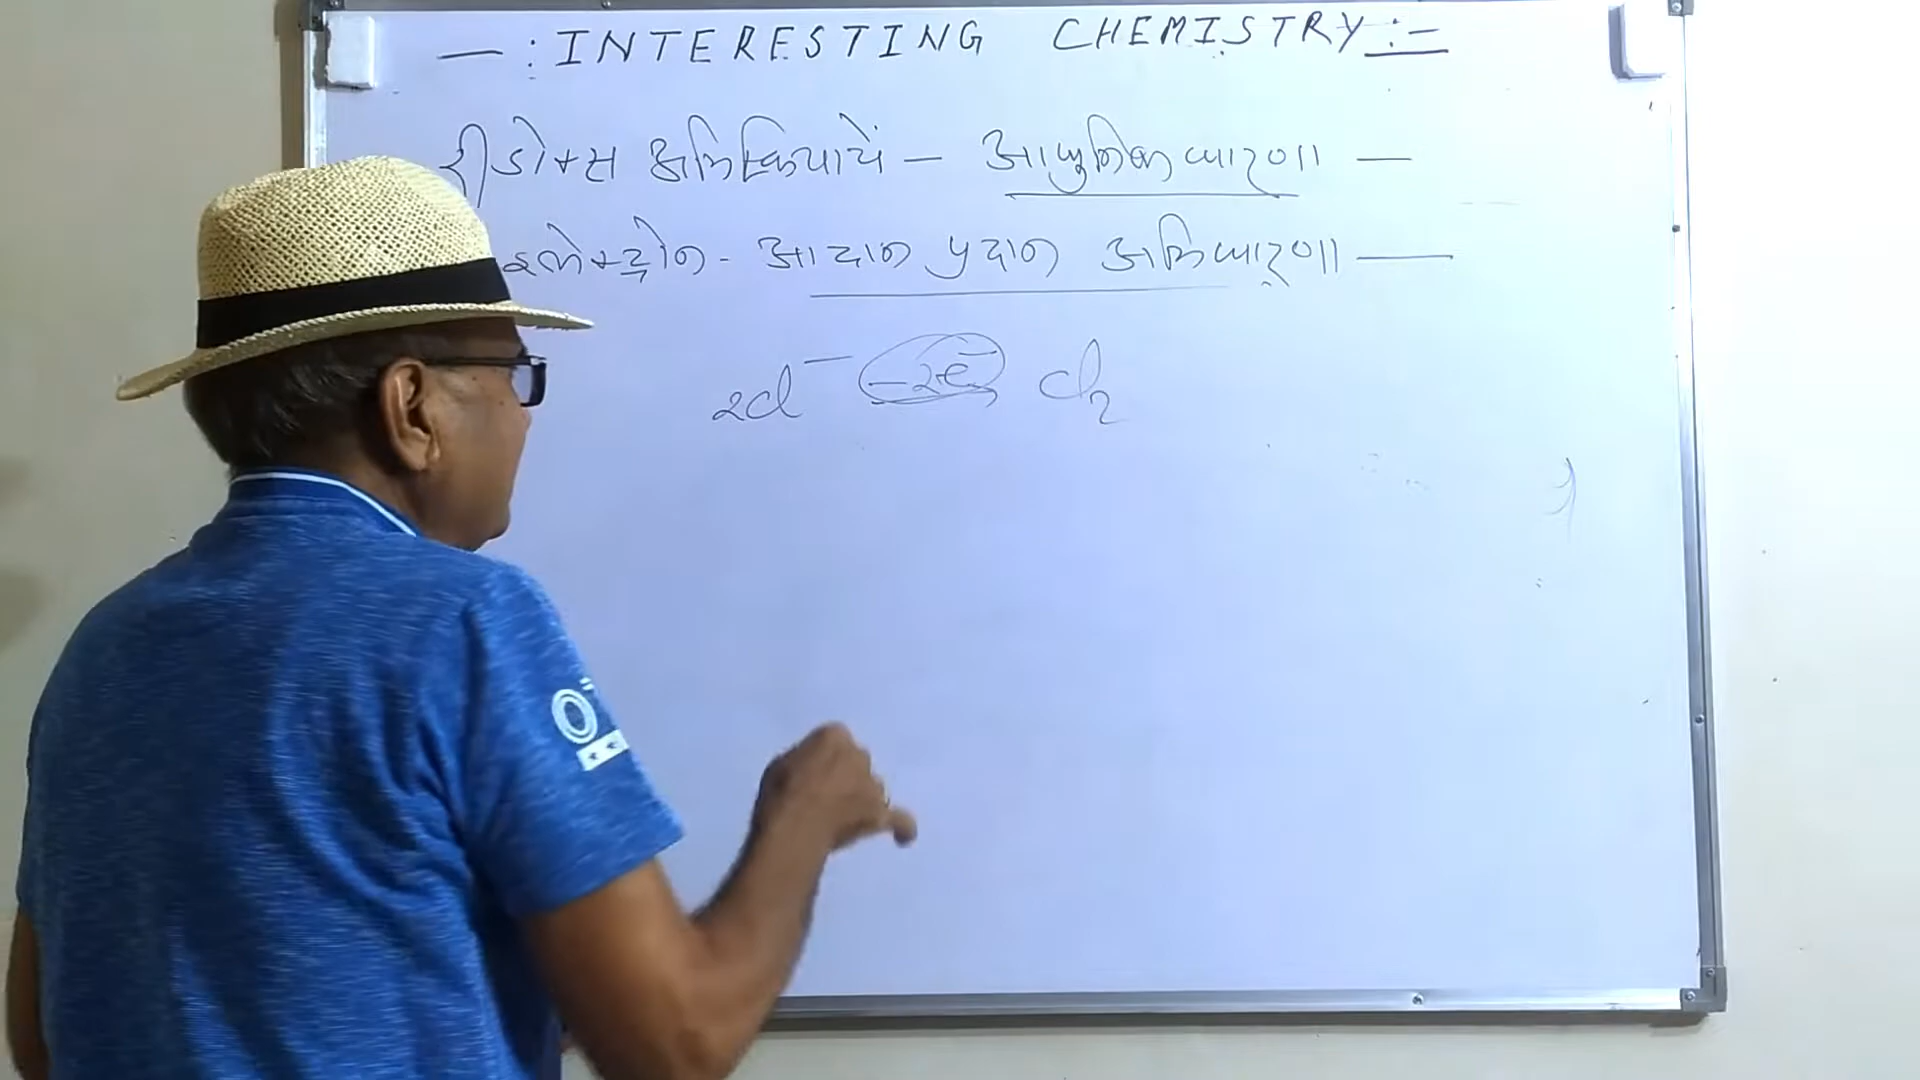 — : INTERESTING CHEMISTRY :—
रीडोक्स अभिक्रियायें — आधुनिक धारणा —
इलेक्ट्रोन - आदान प्रदान अभिधारणा —
2Cl⁻ -2e⁻ Cl₂